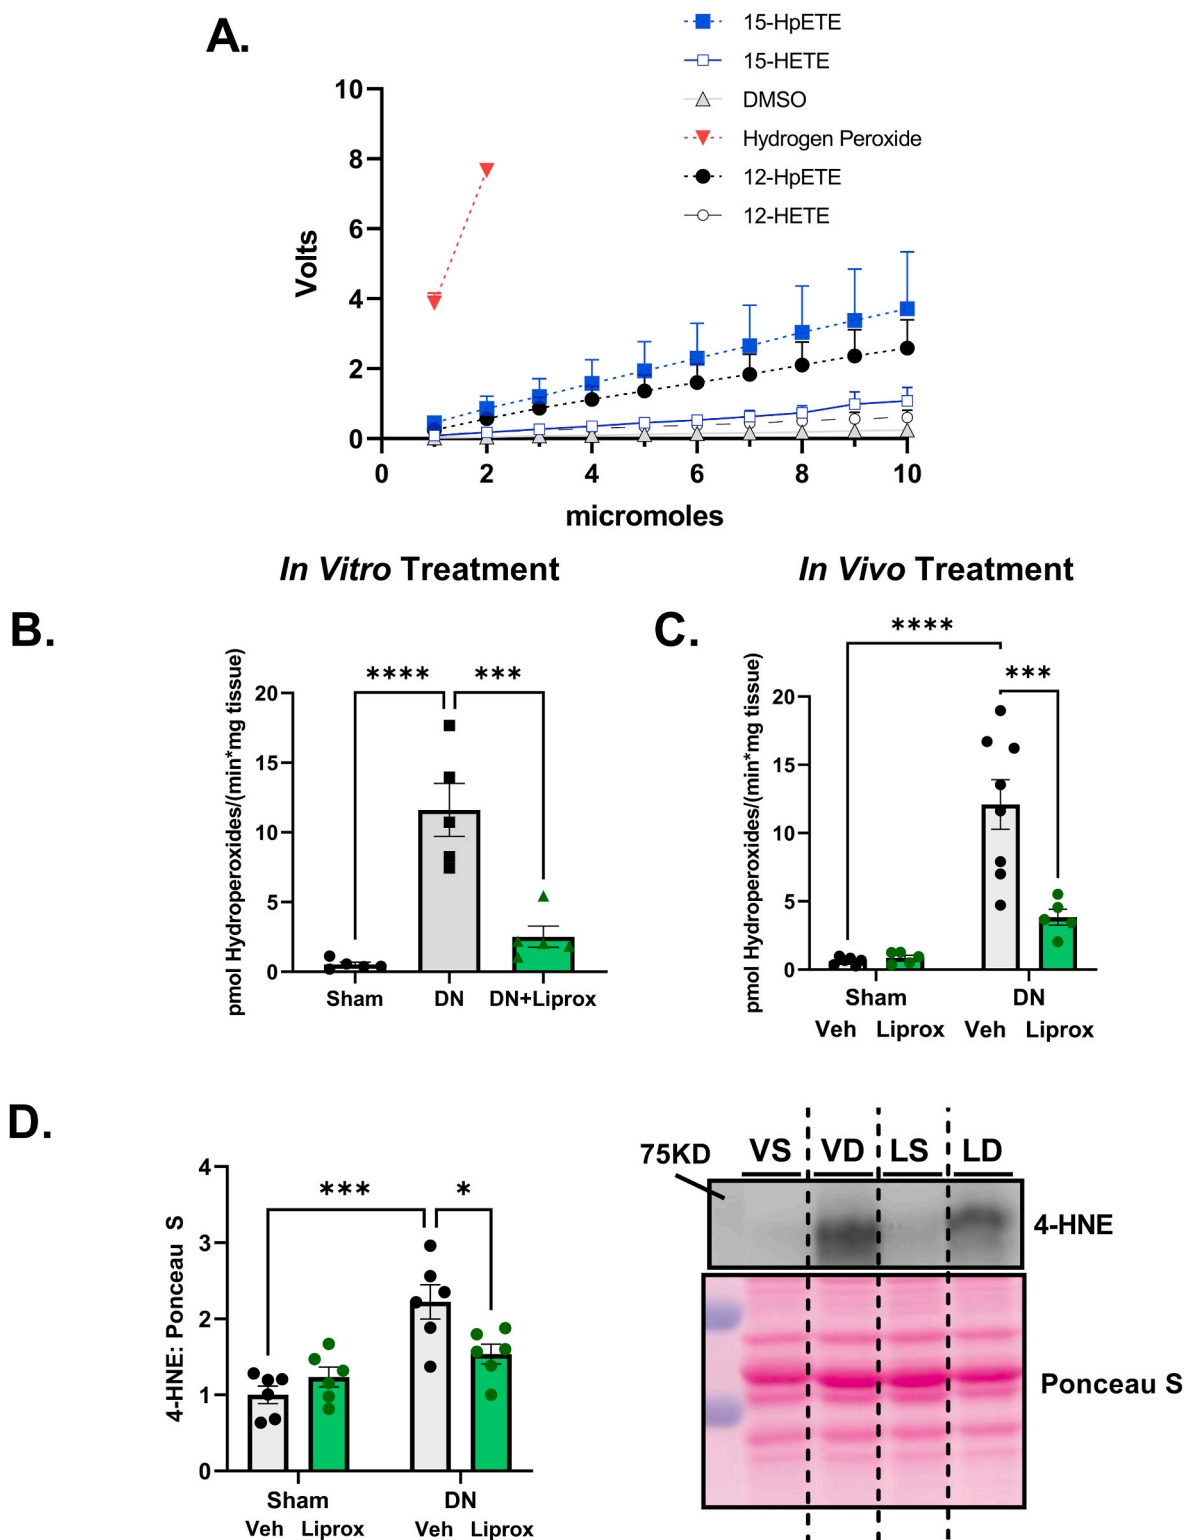 A.
15-HpETE
15-HETE
DMSO
Hydrogen Peroxide
12-HpETE
12-HETE
Volts
10
8
6
4
2
0
0 2 4 6 8 10
micromoles
In Vitro Treatment
In Vivo Treatment
B.
pmol Hydroperoxides/(min*mg tissue)
20
15
10
5
0
**** ***
Sham DN DN+Liprox
C.
pmol Hydroperoxides/(min*mg tissue)
20
15
10
5
0
****
***
Sham DN
Veh Liprox Veh Liprox
D.
4-HNE: Ponceau S
4
3
2
1
0
*** *
Sham DN
Veh Liprox Veh Liprox
75KD VS VD LS LD
4-HNE
Ponceau S